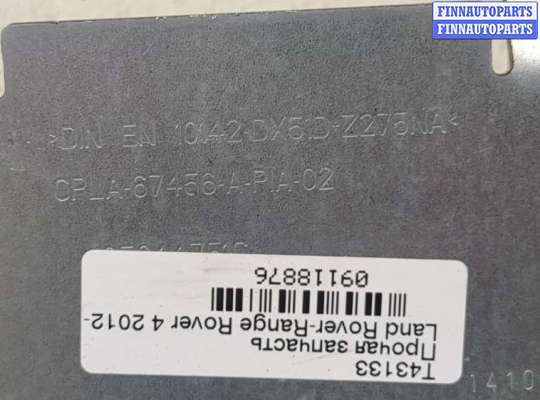 FINNAUTOPARTS
FINNAUTOPARTS
>DIN EN 10142-DX51D-Z275NA<
CPLA-67456-A-PIA-02
T43133
Прочая запчасть
Land Rover-Range Rover 4 2012-
09118876
1410